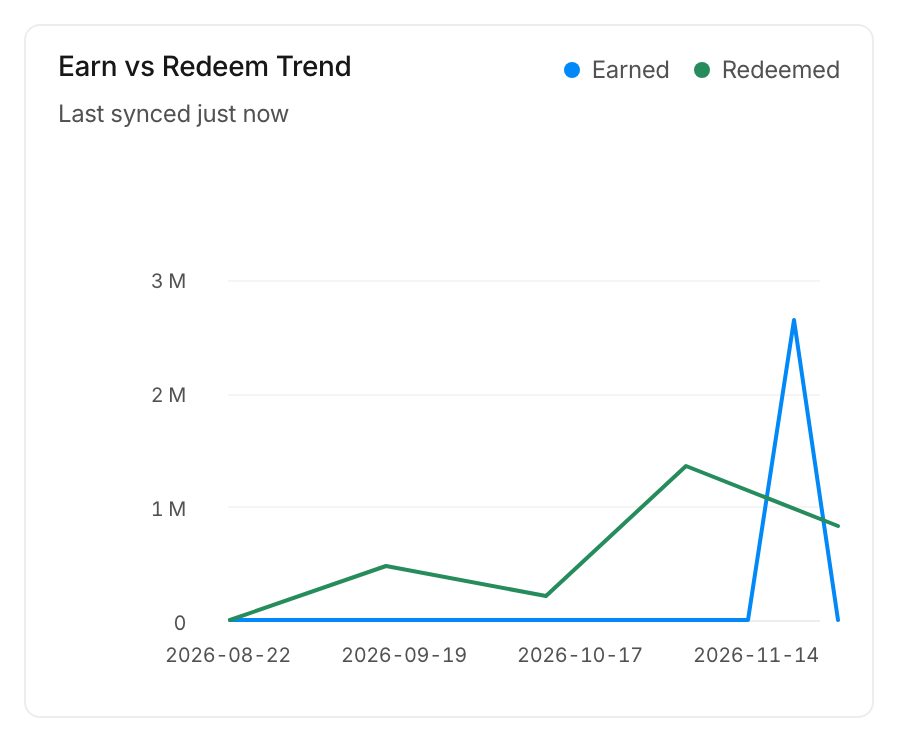 Earn vs Redeem Trend
Earned
Redeemed
Last synced just now
3 M
2 M
1 M
0
2026-08-22
2026-09-19
2026-10-17
2026-11-14